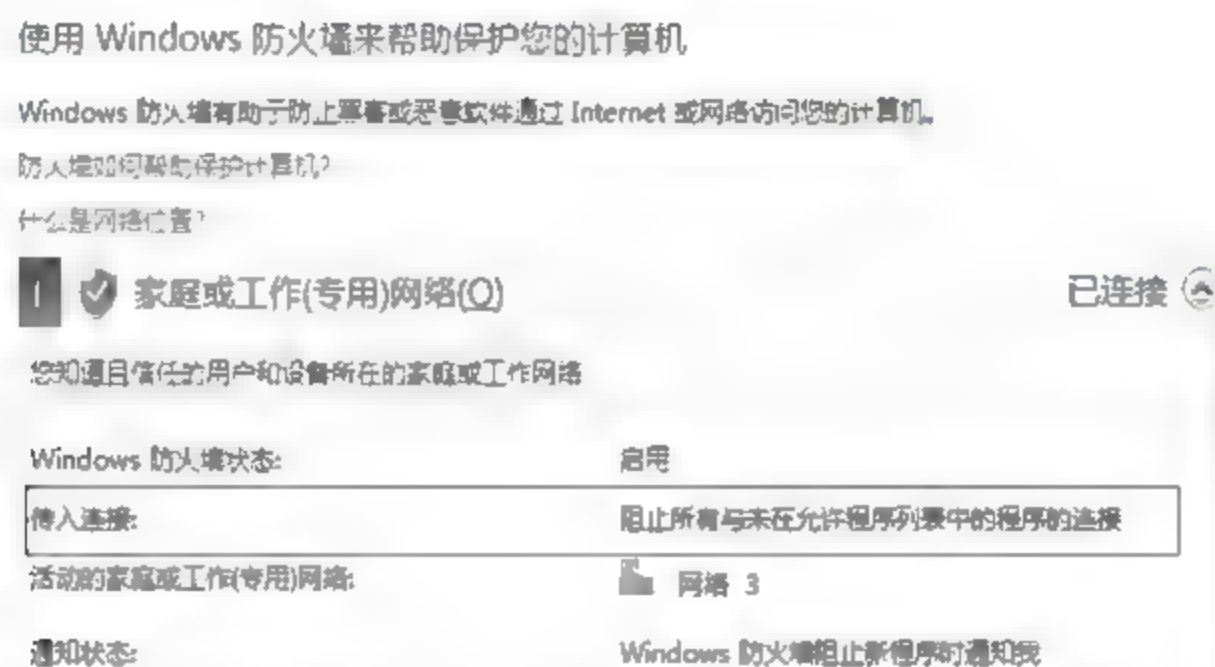 使用 Windows 防火墙来帮助保护您的计算机
Windows 防火墙有助于防止黑客或恶意软件通过 Internet 或网络访问您的计算机。
防火墙如何帮助保护计算机?
什么是网络位置?
家庭或工作(专用)网络(O) 已连接
您知道且信任的用户和设备所在的家庭或工作网络
Windows 防火墙状态: 启用
传入连接: 阻止所有与未在允许程序列表中的程序的连接
活动的家庭或工作(专用)网络: 网络 3
通知状态: Windows 防火墙阻止新程序时通知我